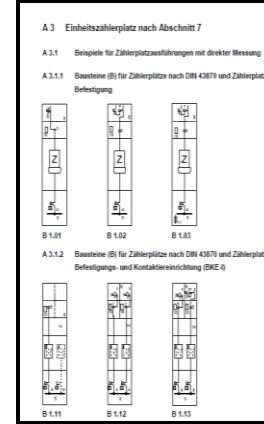 A 3 Einheitszählerplatz nach Abschnitt 7
A 3.1 Beispiele für Zählerplatzausführungen mit direkter Messung
A 3.1.1 Bausteine (B) für Zählerplätze nach DIN 43870 und Zählerplat
Befestigung
Z Z Z
B 1.01 B 1.02 B 1.03
A 3.1.2 Bausteine (B) für Zählerplätze nach DIN 43870 und Zählerplat
Befestigungs- und Kontaktiereinrichtung (BKE-I)
B 1.11 B 1.12 B 1.13